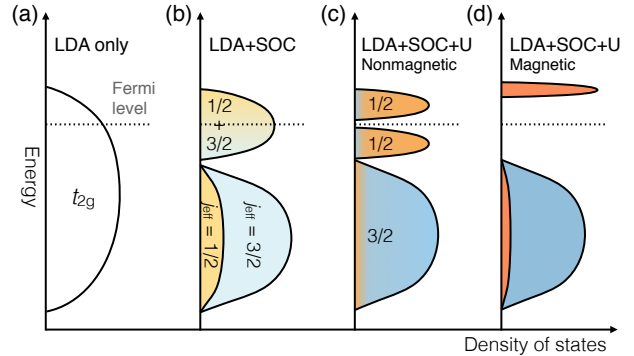 (a)
LDA only
Fermi
level
t2g
Energy
(b)
LDA+SOC
1/2
+
3/2
jeff = 1/2
jeff = 3/2
(c)
LDA+SOC+U
Nonmagnetic
1/2
1/2
3/2
(d)
LDA+SOC+U
Magnetic
Density of states